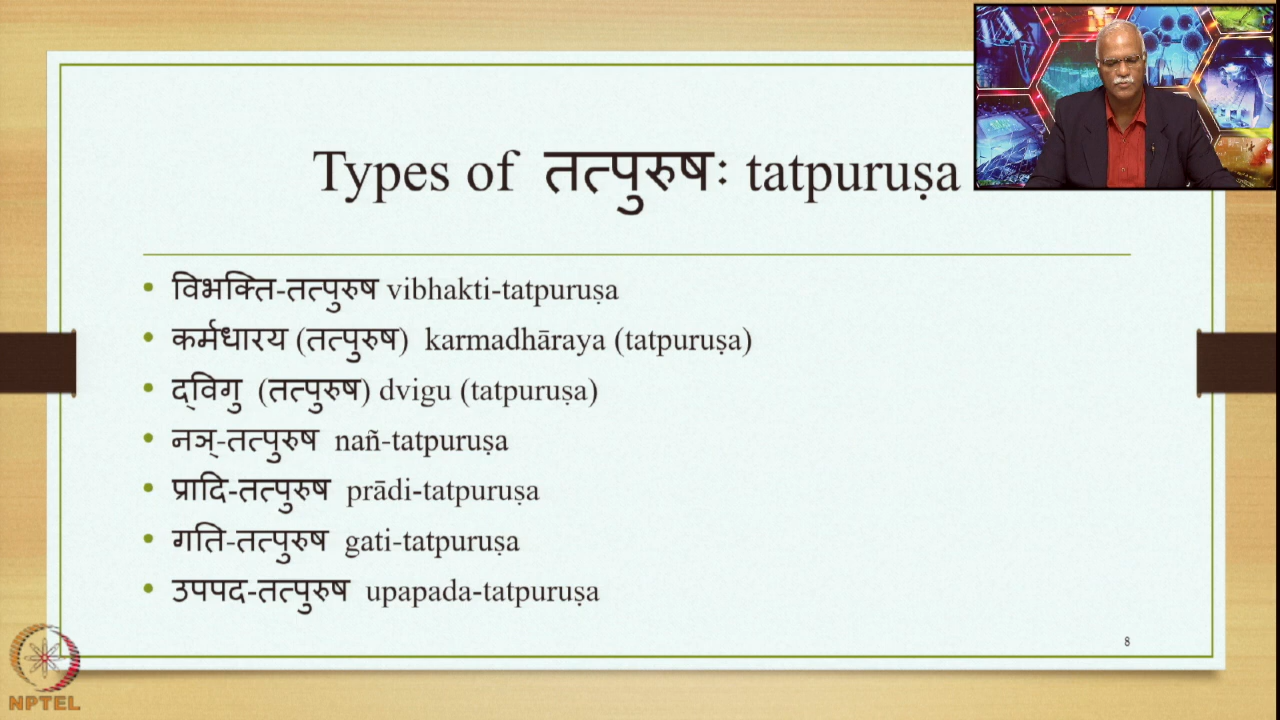 Types of तत्पुरुषः tatpuruṣa
• विभक्ति-तत्पुरुष vibhakti-tatpuruṣa
• कर्मधारय (तत्पुरुष) karmadhāraya (tatpuruṣa)
• द्‌विगु (तत्पुरुष) dvigu (tatpuruṣa)
• नञ्-तत्पुरुष nañ-tatpuruṣa
• प्रादि-तत्पुरुष prādi-tatpuruṣa
• गति-तत्पुरुष gati-tatpuruṣa
• उपपद-तत्पुरुष upapada-tatpuruṣa
8
NPTEL